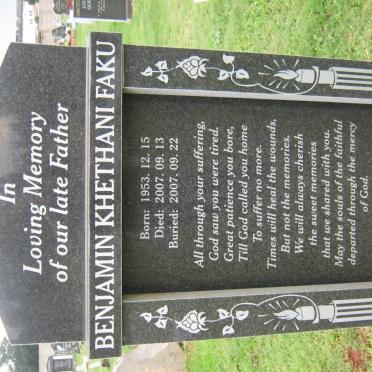 In
Loving Memory
of our late Father
BENJAMIN KHETHANI FAKU
Born: 1953. 12. 15
Died: 2007. 09. 13
Buried: 2007. 09. 22
All through your suffering,
God saw you were tired.
Great patience you bore,
Till God called you home
To suffer no more.
Times will heal the wounds,
But not the memories.
We will always cherish
the sweet memories
that we shared with you.
May the souls of the faithful
departed through the mercy
of God.